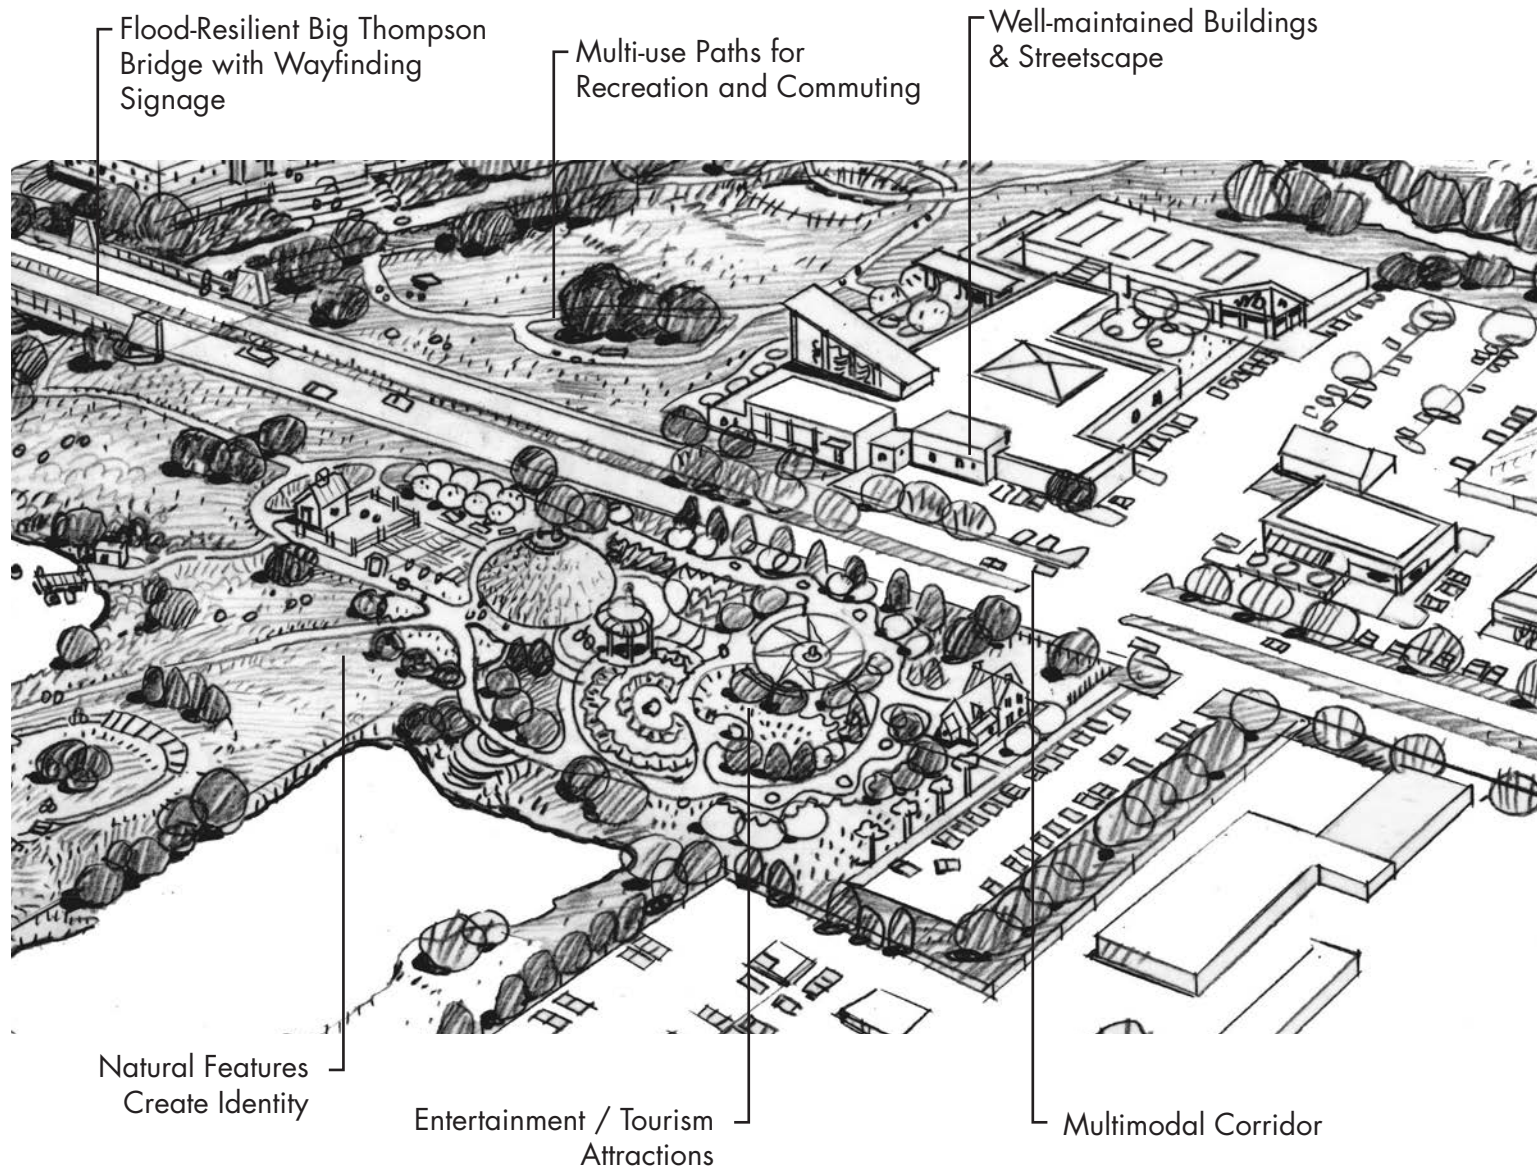 Flood-Resilient Big Thompson
Bridge with Wayfinding
Signage
Multi-use Paths for
Recreation and Commuting
Well-maintained Buildings
& Streetscape
Natural Features
Create Identity
Entertainment / Tourism
Attractions
Multimodal Corridor